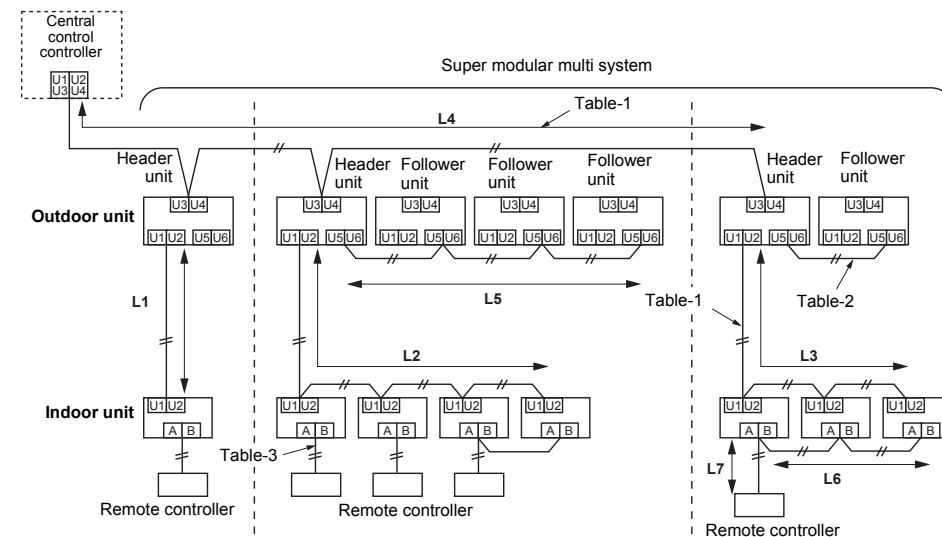 Central
control
controller
U1 U2
U3 U4
Super modular multi system
Table-1
L4
Header
unit
Header
unit
Follower
unit
Follower
unit
Follower
unit
Header
unit
Follower
unit
Outdoor unit
U3 U4
U3 U4
U3 U4
U3 U4
U3 U4
U3 U4
U3 U4
U1 U2 U5 U6
U1 U2 U5 U6
U1 U2 U5 U6
U1 U2 U5 U6
U1 U2 U5 U6
U1 U2 U5 U6
U1 U2 U5 U6
L1
L5
Table-1
Table-2
L2
L3
Indoor unit
U1 U2
U1 U2
U1 U2
U1 U2
U1 U2
U1 U2
U1 U2
U1 U2
A B
A B
A B
A B
A B
A B
A B
A B
Table-3
L7
L6
Remote controller
Remote controller
Remote controller